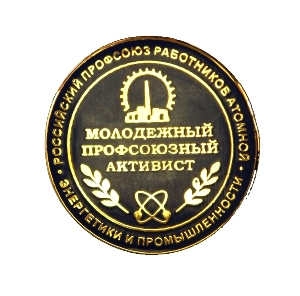 РОССИЙСКИЙ ПРОФСОЮЗ РАБОТНИКОВ АТОМНОЙ
ЭНЕРГЕТИКИ И ПРОМЫШЛЕННОСТИ
МОЛОДЕЖНЫЙ
ПРОФСОЮЗНЫЙ
АКТИВИСТ